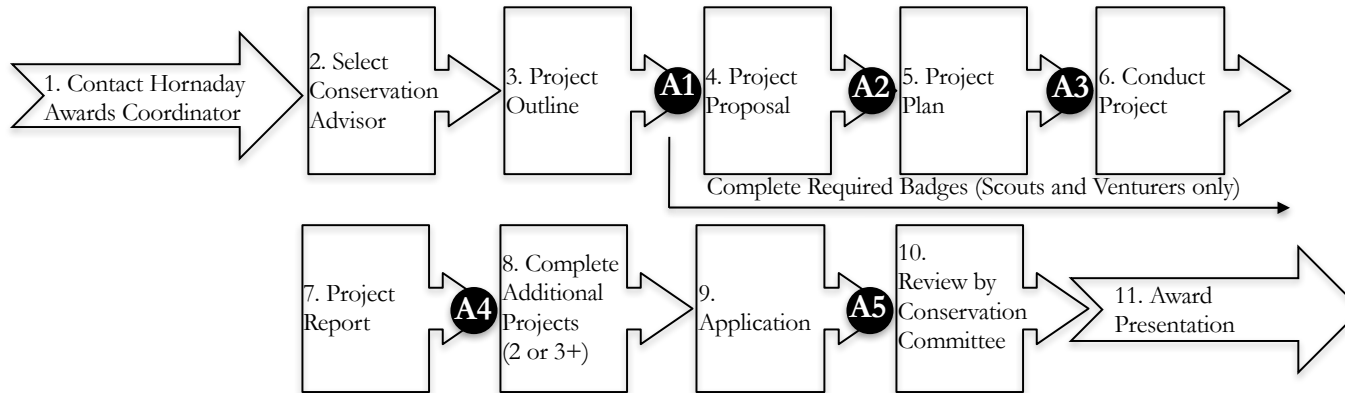 1. Contact Hornaday
Awards Coordinator
2. Select
Conservation
Advisor
3. Project
Outline
A1
4. Project
Proposal
A2
5. Project
Plan
A3
6. Conduct
Project
Complete Required Badges (Scouts and Venturers only)
7. Project
Report
A4
8. Complete
Additional
Projects
(2 or 3+)
9.
Application
A5
10.
Review by
Conservation
Committee
11. Award
Presentation